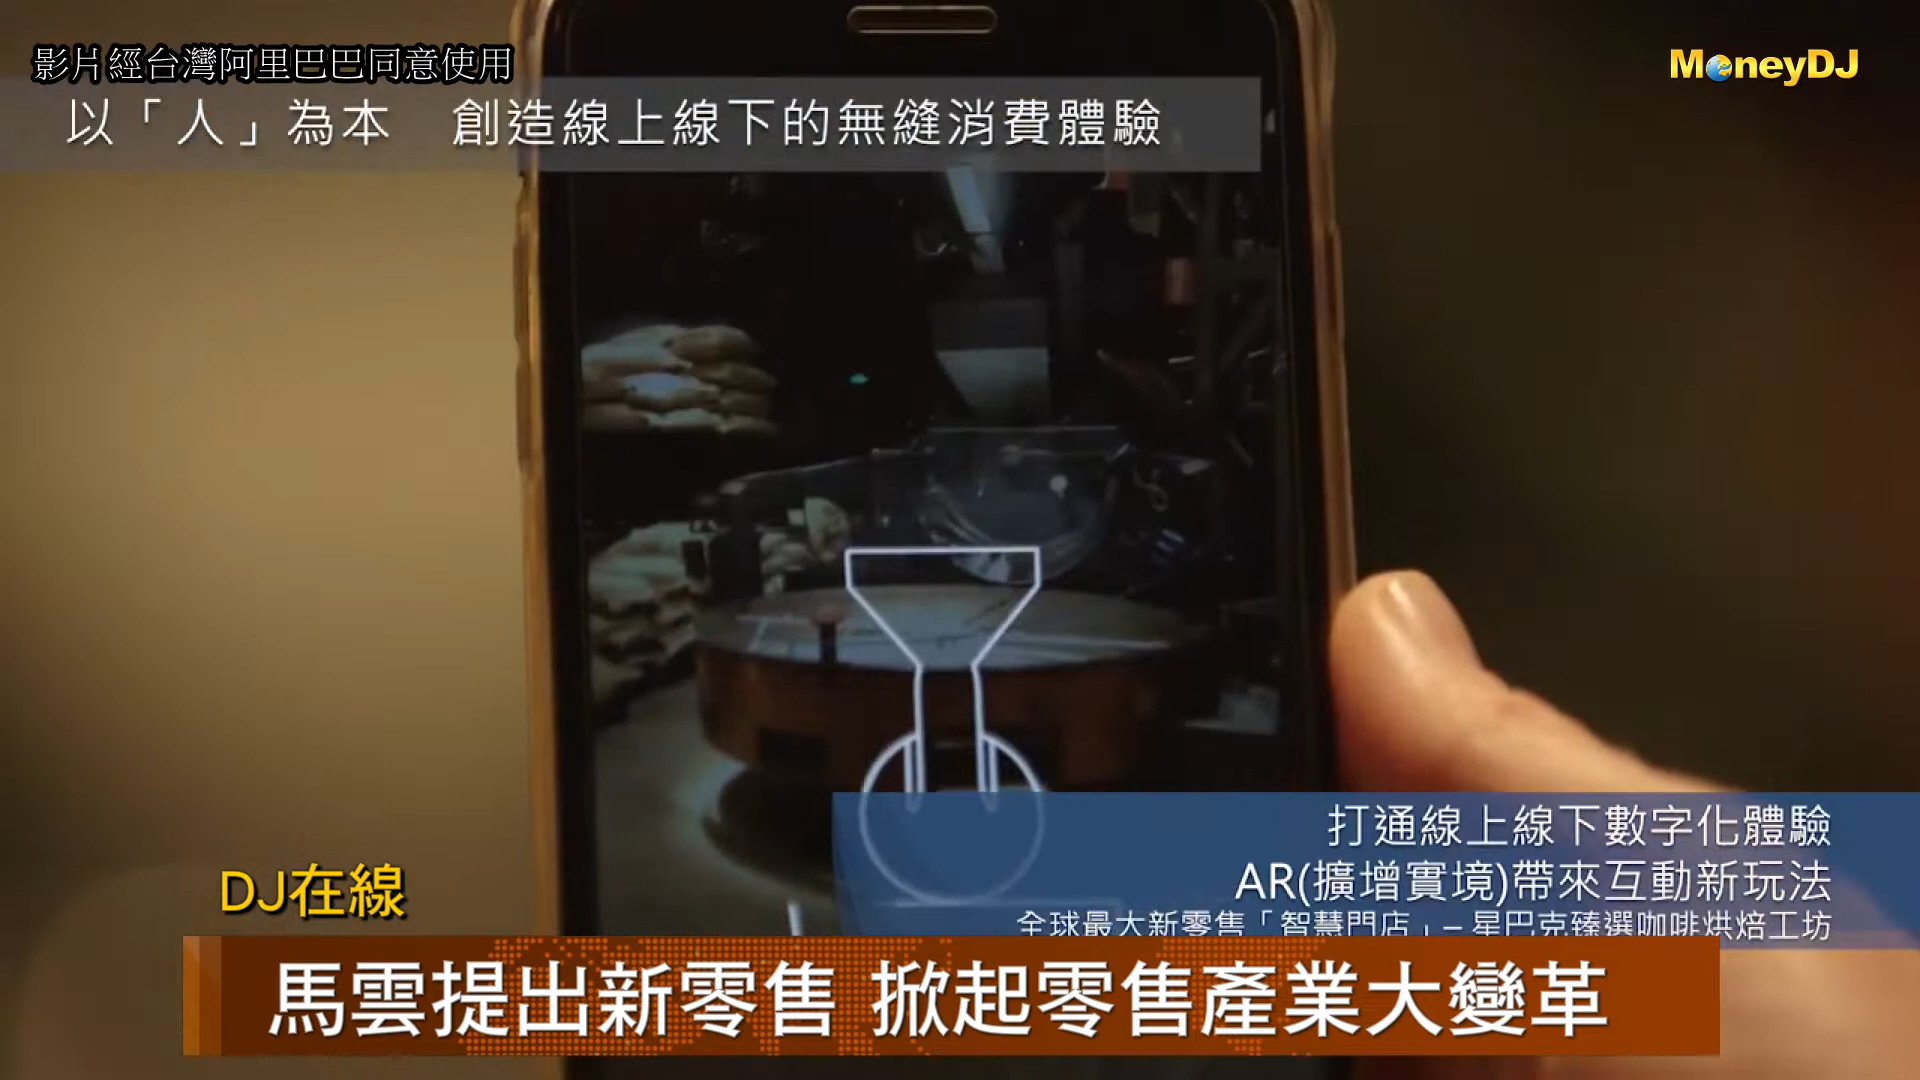 影片經台灣阿里巴巴同意使用
MoneyDJ
以「人」為本 創造線上線下的無縫消費體驗
打通線上線下數字化體驗
AR(擴增實境)帶來互動新玩法
全球最大新零售「智慧門店」– 星巴克臻選咖啡烘焙工坊
DJ在線
馬雲提出新零售 掀起零售產業大變革